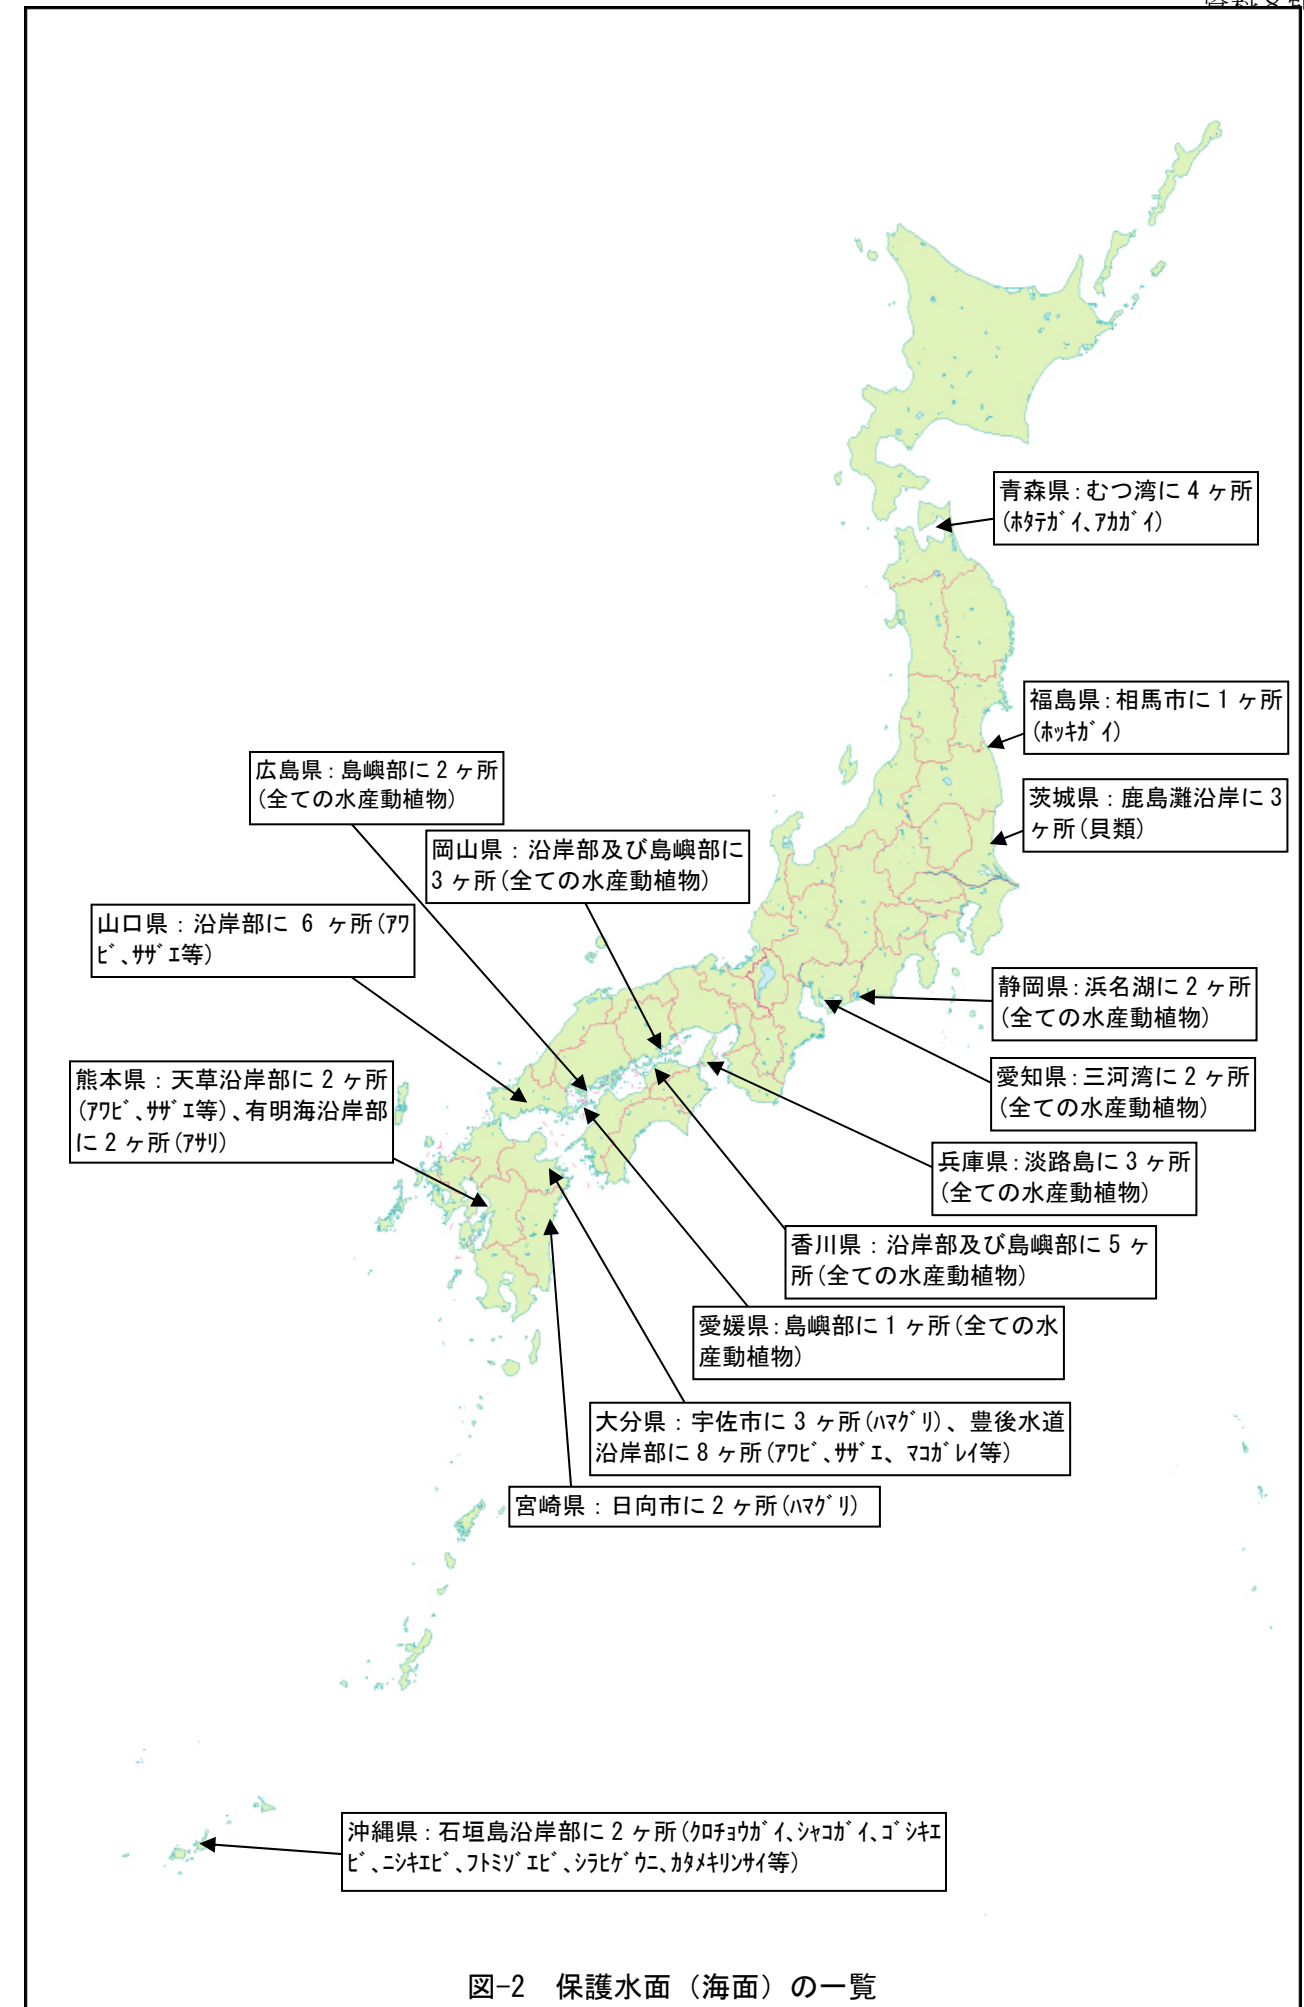 青森県：むつ湾に 4 ヶ所
(ﾎﾀﾃｶﾞｲ、ｱｶｶﾞｲ)
福島県：相馬市に 1 ヶ所
(ﾎｯｷｶﾞｲ)
茨城県：鹿島灘沿岸に 3
ヶ所(貝類)
広島県：島嶼部に 2 ヶ所
(全ての水産動植物)
岡山県：沿岸部及び島嶼部に
3 ヶ所(全ての水産動植物)
山口県：沿岸部に 6 ヶ所(ｱﾜ
ﾋﾞ、ｻｻﾞｴ等)
静岡県：浜名湖に 2 ヶ所
(全ての水産動植物)
愛知県：三河湾に 2 ヶ所
(全ての水産動植物)
熊本県：天草沿岸部に 2 ヶ所
(ｱﾜﾋﾞ、ｻｻﾞｴ等)、有明海沿岸部
に 2 ヶ所(ｱｻﾘ)
兵庫県：淡路島に 3 ヶ所
(全ての水産動植物)
香川県：沿岸部及び島嶼部に 5 ヶ
所(全ての水産動植物)
愛媛県：島嶼部に 1 ヶ所(全ての水
産動植物)
大分県：宇佐市に 3 ヶ所(ﾊﾏｸﾞﾘ)、豊後水道
沿岸部に 8 ヶ所(ｱﾜﾋﾞ、ｻｻﾞｴ、ﾏｺｶﾞﾚｲ等)
宮崎県：日向市に 2 ヶ所(ﾊﾏｸﾞﾘ)
沖縄県：石垣島沿岸部に 2 ヶ所(ｸﾛﾁｮｳｶﾞｲ、ｼｬｺｶﾞｲ、ｺﾞｼｷｴ
ﾋﾞ、ﾆｼｷｴﾋﾞ、ﾌﾄﾐｿﾞｴﾋﾞ、ｼﾗﾋｹﾞｳﾆ、ｶﾀﾒｷﾘﾝｻｲ等)
図-2　保護水面（海面）の一覧